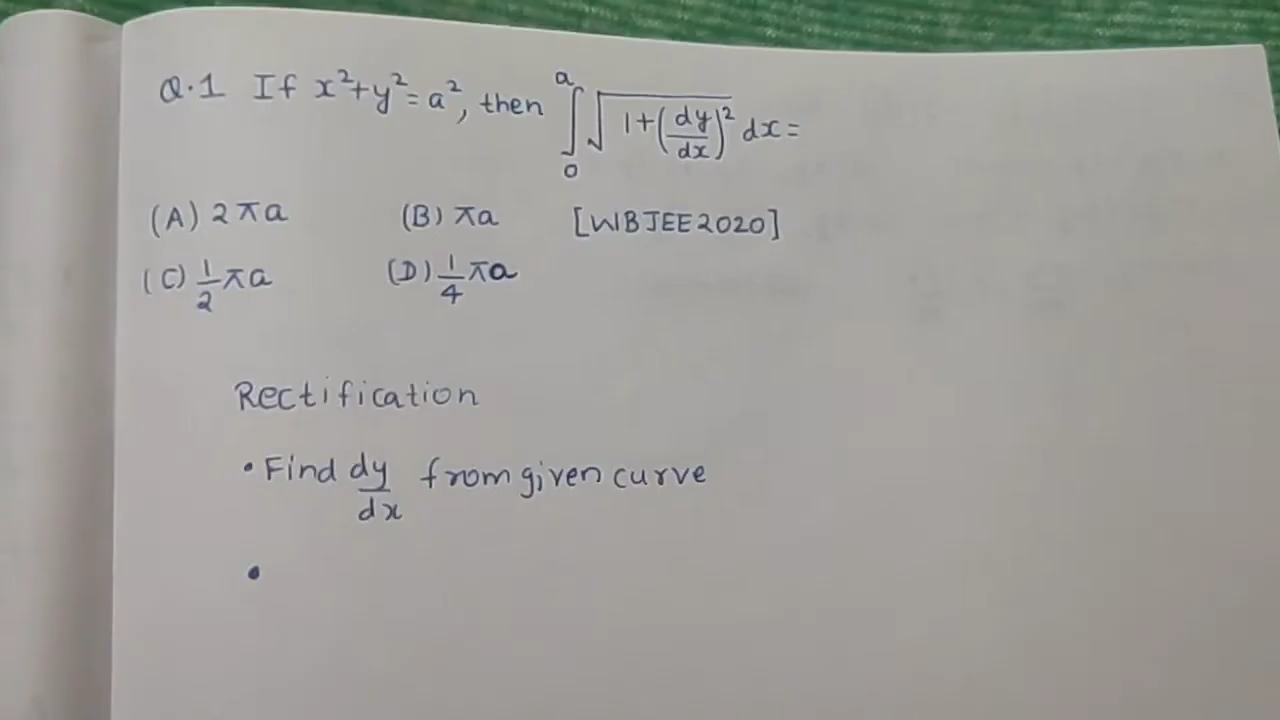 Q.1 If x²+y²=a², then ∫₀ᵃ √(1+(dy/dx)²) dx =
(A) 2πa (B) πa [WBJEE2020]
(C) 1/2 πa (D) 1/4 πa
Rectification
• Find dy/dx from given curve
•